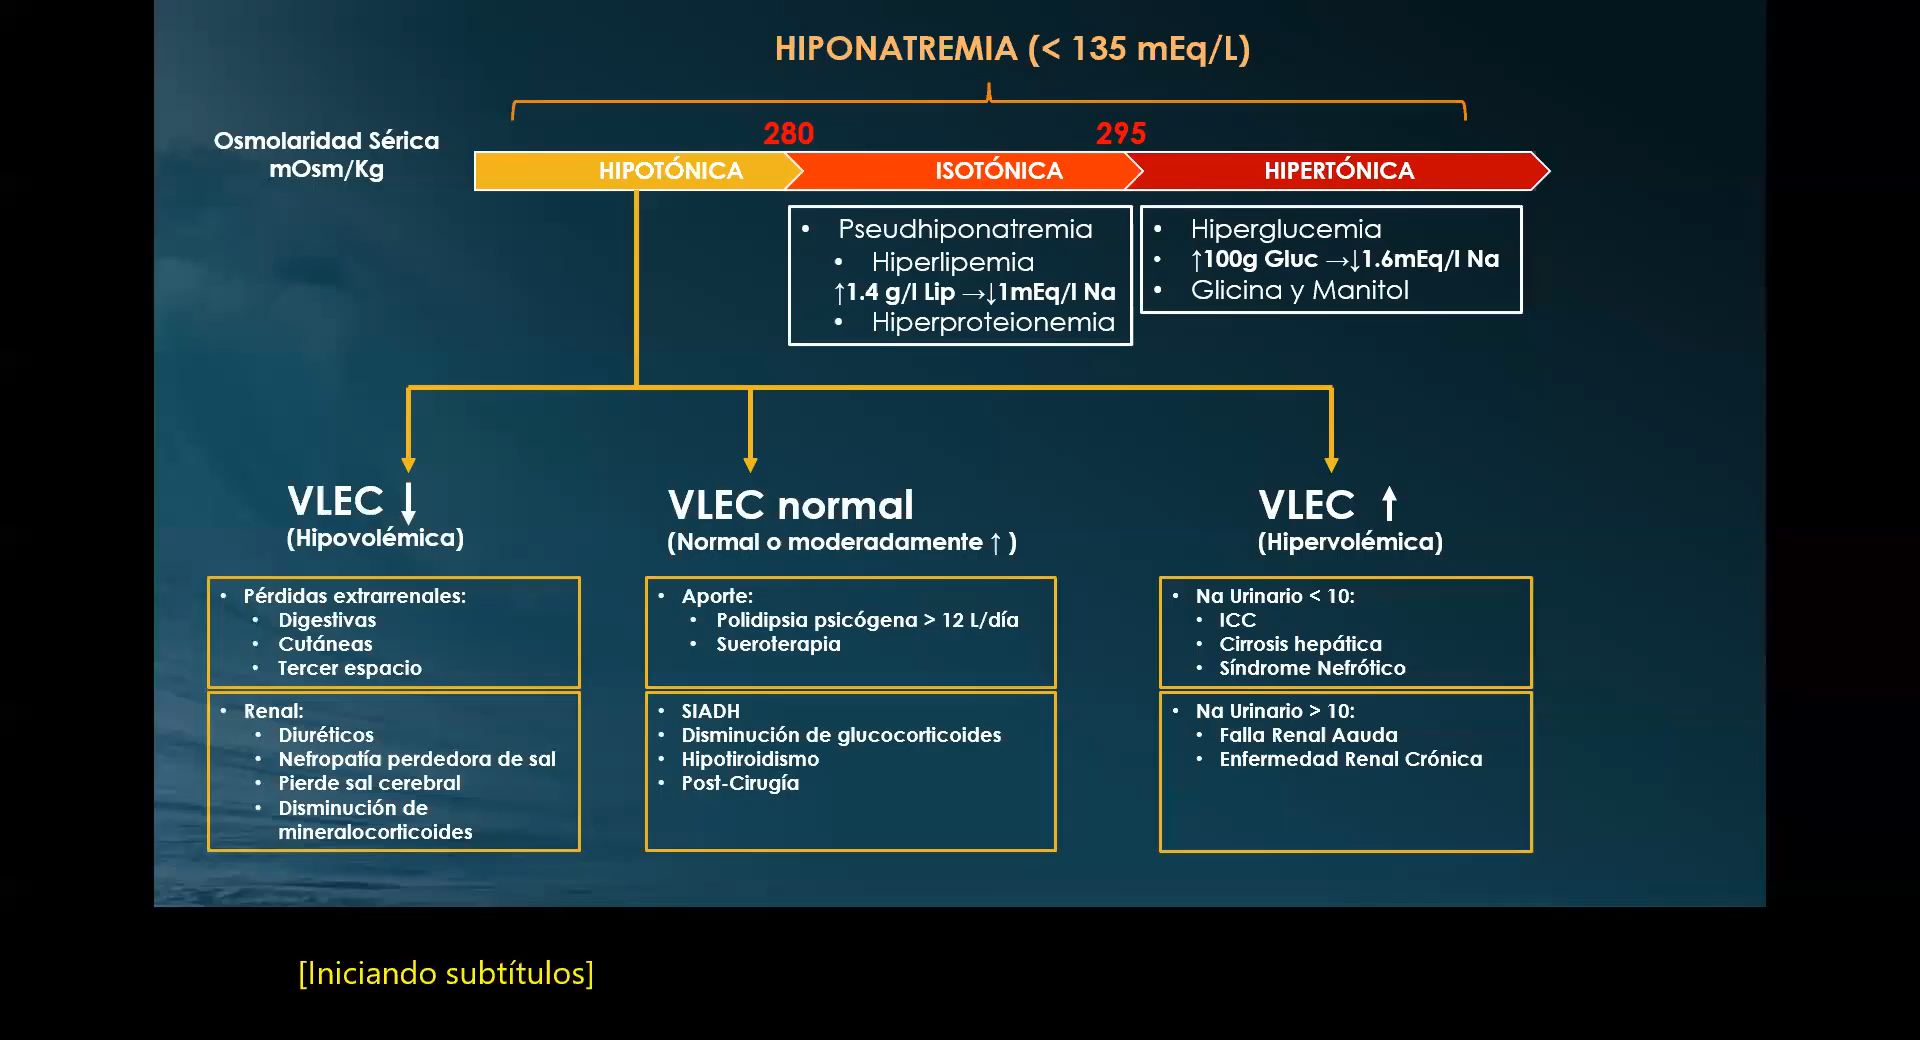 HIPONATREMIA (< 135 mEq/L)
Osmolaridad Sérica
mOsm/Kg
280
295
HIPOTÓNICA
ISOTÓNICA
HIPERTÓNICA
• Pseudhiponatremia
• Hiperlipemia
↑1.4 g/l Lip →↓1mEq/l Na
• Hiperproteionemia
• Hiperglucemia
• ↑100g Gluc →↓1.6mEq/l Na
• Glicina y Manitol
VLEC ↓
(Hipovolémica)
• Pérdidas extrarrenales:
• Digestivas
• Cutáneas
• Tercer espacio
• Renal:
• Diuréticos
• Nefropatía perdedora de sal
• Pierde sal cerebral
• Disminución de
mineralocorticoides
VLEC normal
(Normal o moderadamente ↑ )
• Aporte:
• Polidipsia psicógena > 12 L/día
• Sueroterapia
• SIADH
• Disminución de glucocorticoides
• Hipotiroidismo
• Post-Cirugía
VLEC ↑
(Hipervolémica)
• Na Urinario < 10:
• ICC
• Cirrosis hepática
• Síndrome Nefrótico
• Na Urinario > 10:
• Falla Renal Aauda
• Enfermedad Renal Crónica
[Iniciando subtítulos]